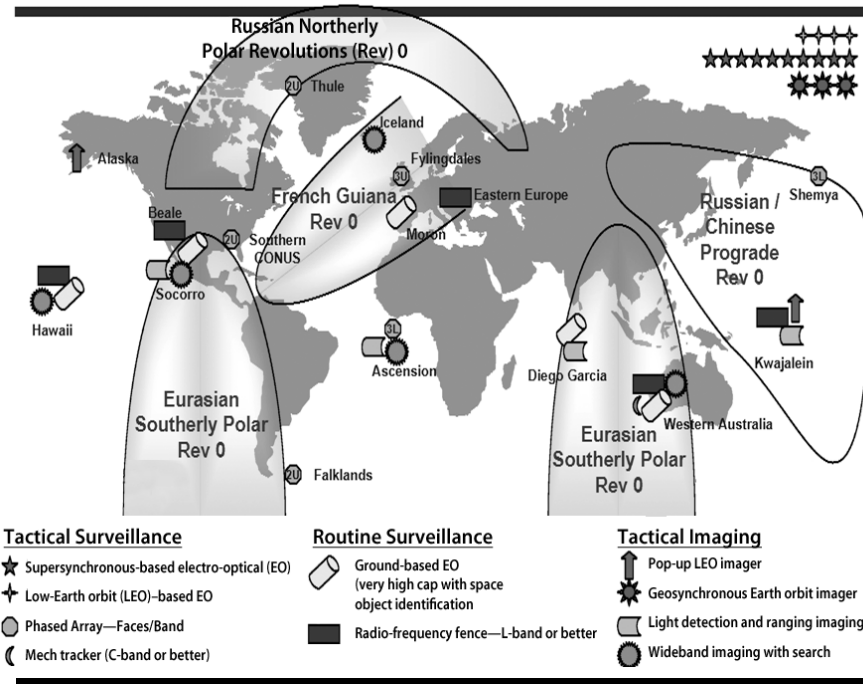 Russian Northerly
Polar Revolutions (Rev) 0
2U Thule
Iceland
Alaska
Fylingdales
3U
3L
Shemya
French Guiana
Rev 0
Eastern Europe
Russian /
Chinese
Prograde
Rev 0
Beale
2U Southern
CONUS
Moron
Socorro
Hawaii
3L
Ascension
Diego Garcia
Kwajalein
Eurasian
Southerly Polar
Rev 0
Western Australia
Eurasian
Southerly Polar
Rev 0
2U Falklands
Tactical Surveillance
Supersynchronous-based electro-optical (EO)
Low-Earth orbit (LEO)–based EO
Phased Array—Faces/Band
Mech tracker (C-band or better)
Routine Surveillance
Ground-based EO
(very high cap with space
object identification
Radio-frequency fence—L-band or better
Tactical Imaging
Pop-up LEO imager
Geosynchronous Earth orbit imager
Light detection and ranging imaging
Wideband imaging with search